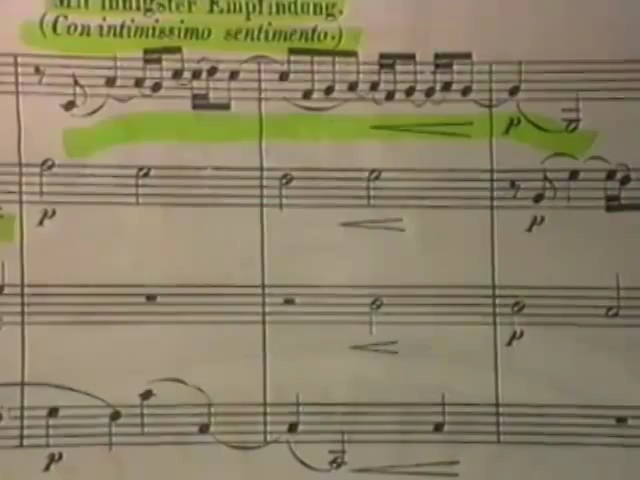 Mit innigster Empfindung.
(Con intimissimo sentimento.)
p
p
p
p
p